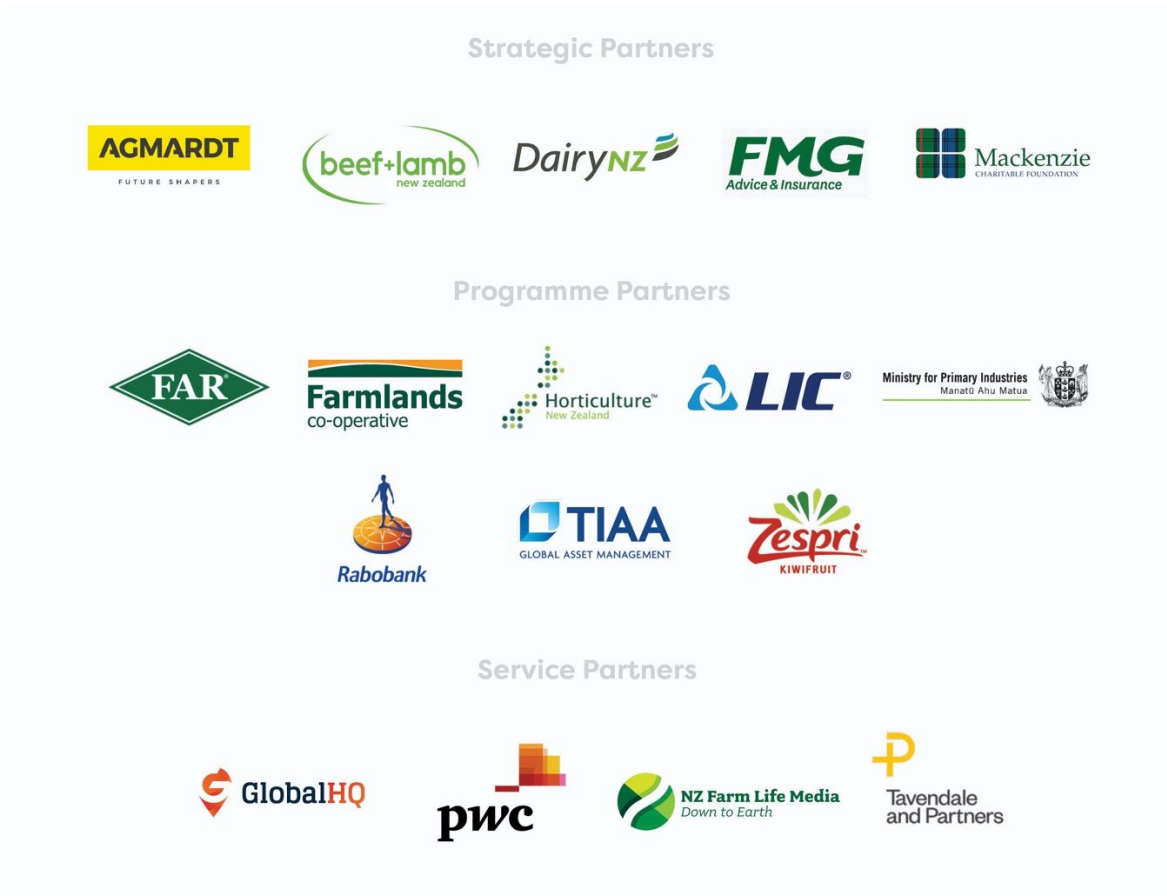 Strategic Partners
AGMARDT
FUTURE SHAPERS
beef+lamb
new zealand
DairyNZ
FMG
Advice & Insurance
Mackenzie
CHARITABLE FOUNDATION
Programme Partners
FAR®
Farmlands
co-operative
Horticulture™
New Zealand
LIC®
Ministry for Primary Industries
Manatū Ahu Matua
Rabobank
TIAA
GLOBAL ASSET MANAGEMENT
Zespri™
KIWIFRUIT
Service Partners
GlobalHQ
pwc
NZ Farm Life Media
Down to Earth
Tavendale
and Partners